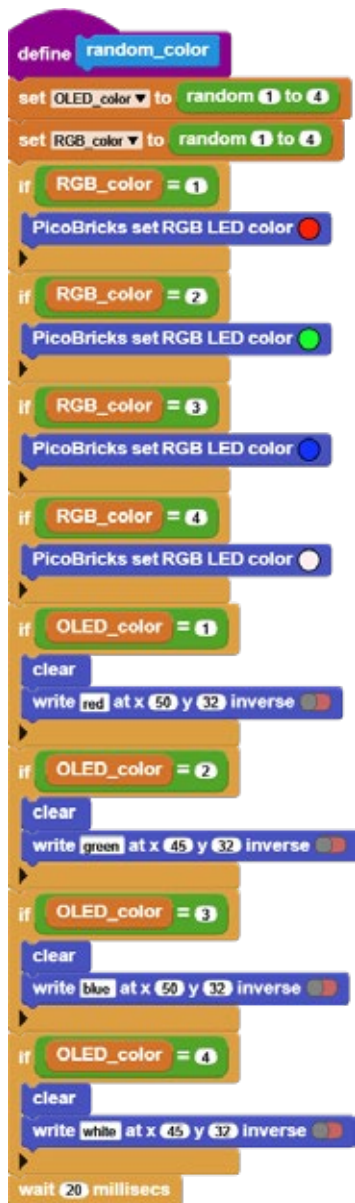 define random_color
set OLED_color to random 1 to 4
set RGB_color to random 1 to 4
if RGB_color = 1
PicoBricks set RGB LED color
if RGB_color = 2
PicoBricks set RGB LED color
if RGB_color = 3
PicoBricks set RGB LED color
if RGB_color = 4
PicoBricks set RGB LED color
if OLED_color = 1
clear
write red at x 50 y 32 inverse
if OLED_color = 2
clear
write green at x 45 y 32 inverse
if OLED_color = 3
clear
write blue at x 50 y 32 inverse
if OLED_color = 4
clear
write white at x 45 y 32 inverse
wait 20 millisecs